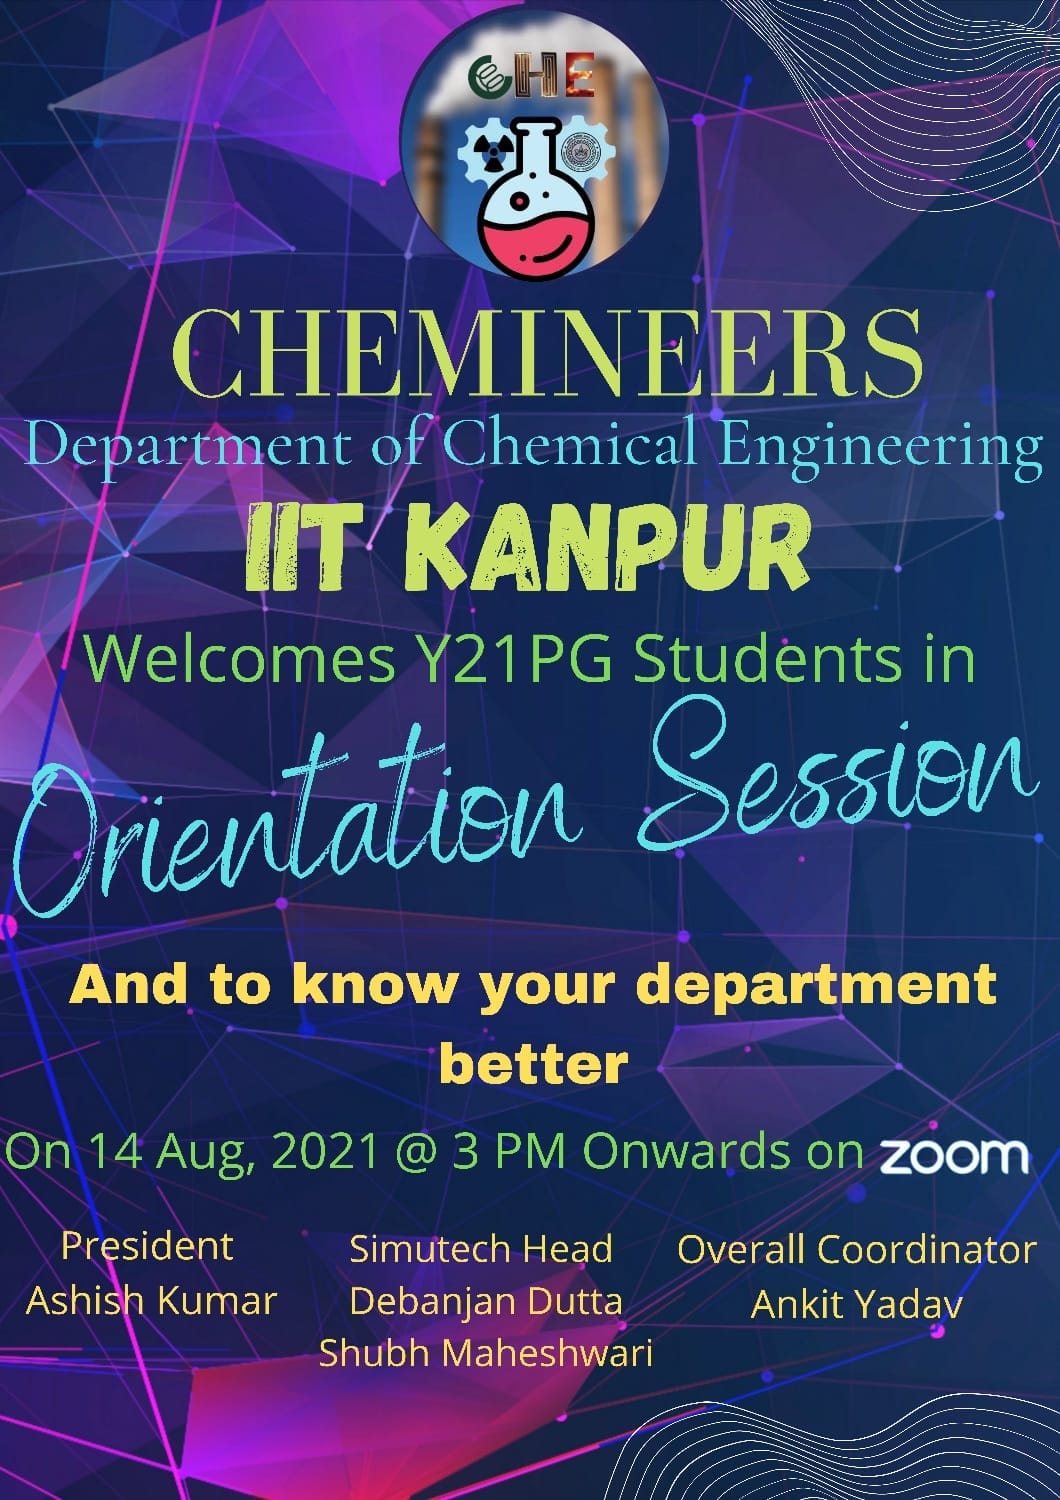 CHE
CHEMINEERS
Department of Chemical Engineering
IIT KANPUR
Welcomes Y21PG Students in
Orientation Session
And to know your department
better
On 14 Aug, 2021 @ 3 PM Onwards on zoom
President
Ashish Kumar
Simutech Head
Debanjan Dutta
Shubh Maheshwari
Overall Coordinator
Ankit Yadav